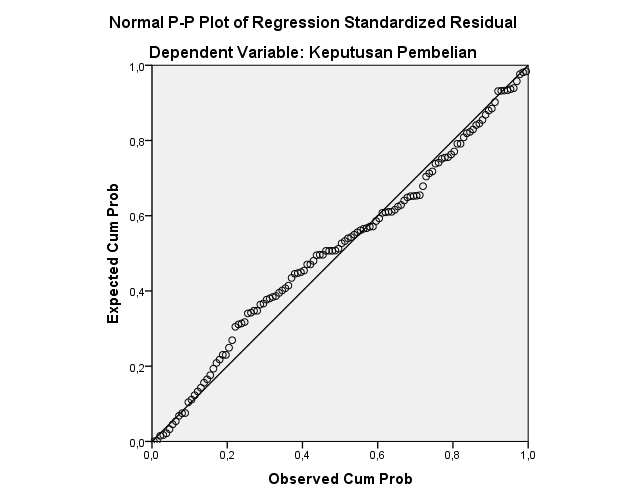 Normal P-P Plot of Regression Standardized Residual
Dependent Variable: Keputusan Pembelian
1,0
0,8
0,6
0,4
0,2
0,0
Expected Cum Prob
0,0 0,2 0,4 0,6 0,8 1,0
Observed Cum Prob